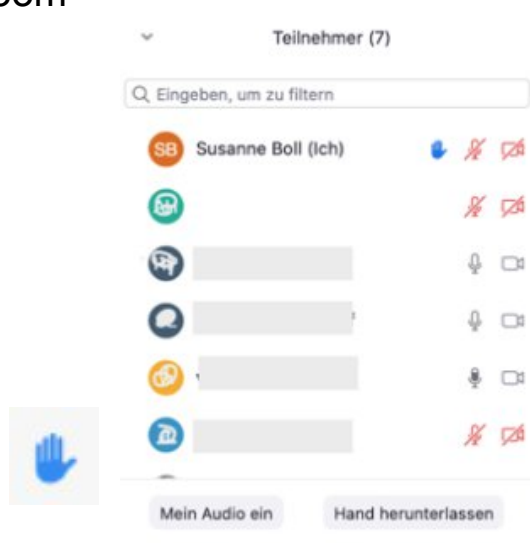 Teilnehmer (7)
Eingeben, um zu filtern
SB Susanne Boll (Ich)
Mein Audio ein
Hand herunterlassen